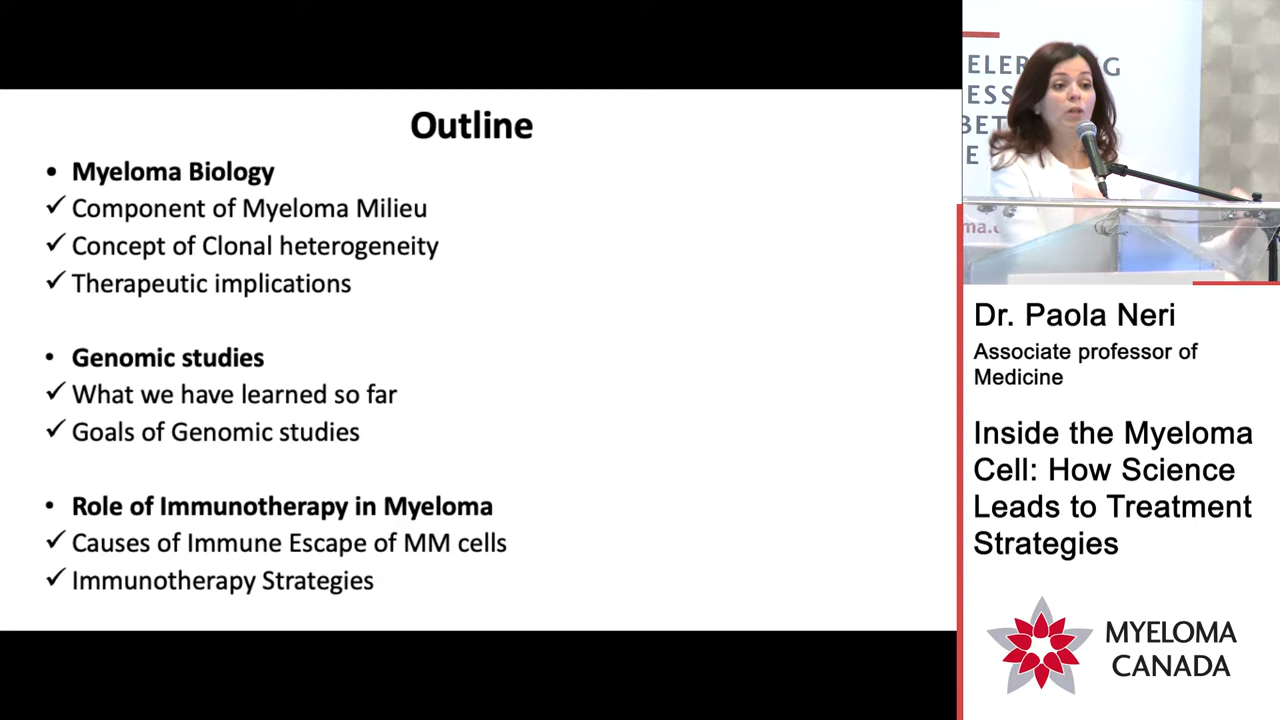 Outline
• Myeloma Biology
✓ Component of Myeloma Milieu
✓ Concept of Clonal heterogeneity
✓ Therapeutic implications
• Genomic studies
✓ What we have learned so far
✓ Goals of Genomic studies
• Role of Immunotherapy in Myeloma
✓ Causes of Immune Escape of MM cells
✓ Immunotherapy Strategies
Dr. Paola Neri
Associate professor of
Medicine
Inside the Myeloma
Cell: How Science
Leads to Treatment
Strategies
MYELOMA
CANADA